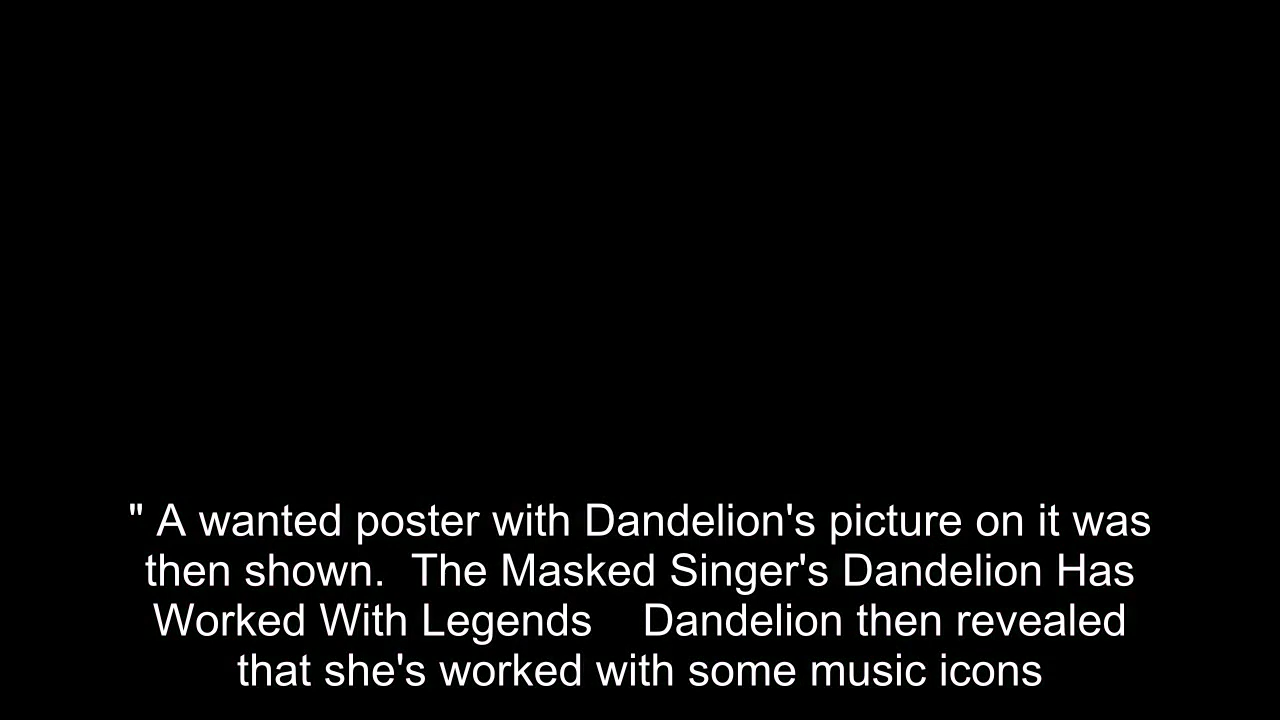 " A wanted poster with Dandelion's picture on it was
then shown.  The Masked Singer's Dandelion Has
Worked With Legends    Dandelion then revealed
that she's worked with some music icons